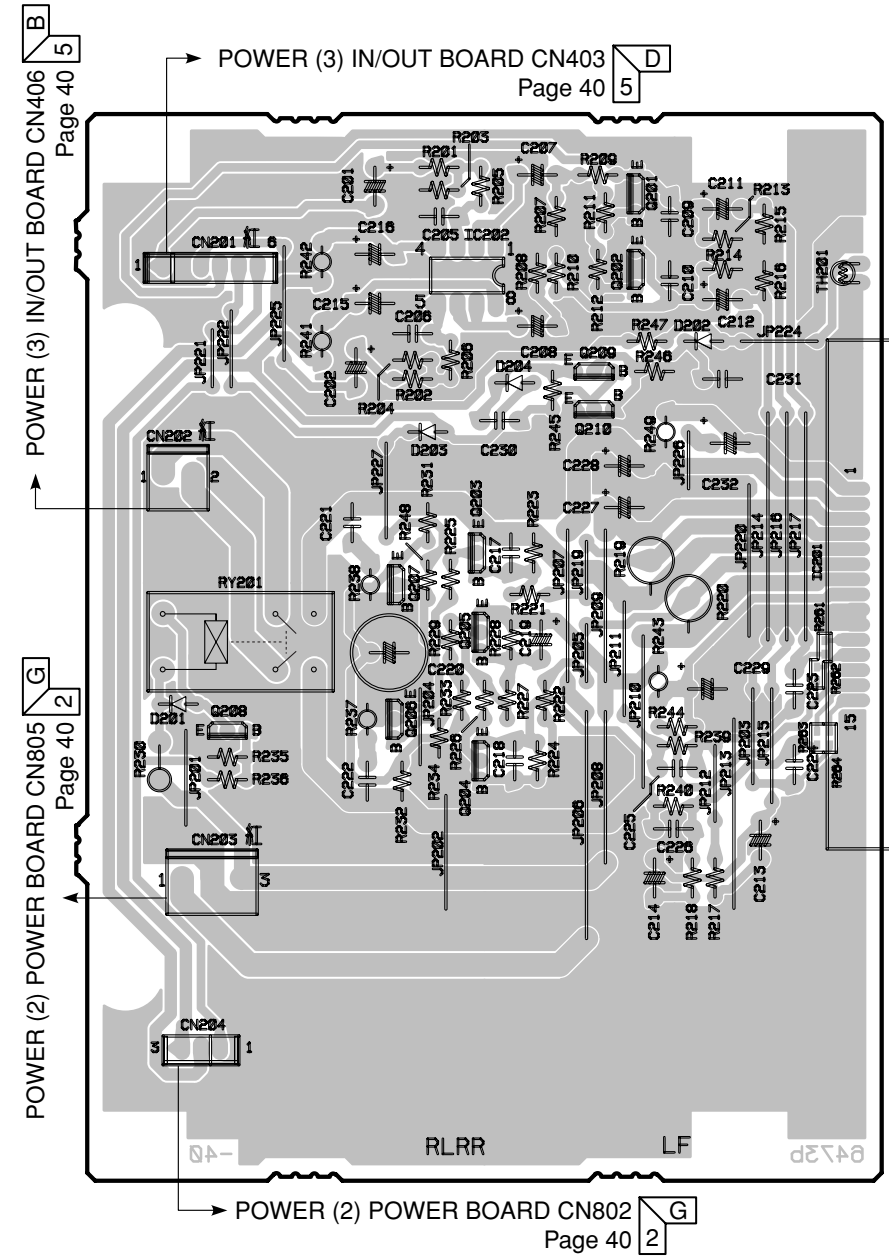 POWER (3) IN/OUT BOARD CN403 D
Page 40 5
POWER (3) IN/OUT BOARD CN406 B
Page 40 5
POWER (2) POWER BOARD CN805 G
Page 40 2
POWER (2) POWER BOARD CN802 G
Page 40 2
R203
R201
C207
R209
C201
R205
E
Q201
B
C211
R213
R207
R211
C209
R215
C216
C205
IC202
R214
CN201
1
6
R242
4
1
R208
R210
E
Q202
B
C210
R216
TH201
C215
5
8
R212
JP225
R241
C206
R247
D202
C212
JP224
JP221
JP222
C202
R206
C208
Q209
R246
R204
R202
D204
E
B
C231
CN202
1
2
D203
C230
R245
E
B
Q210
R249
JP227
R231
C228
JP226
C232
1
C221
R248
R225
Q203
E
B
C217
R223
C227
JP220
JP214
JP216
JP217
IC201
RY201
R238
E
Q207
B
JP207
JP219
JP209
R219
R220
R221
R229
Q205
E
B
R228
C219
JP205
JP211
R243
R261
C220
R233
C229
C223
R262
D201
Q208
E
B
R237
E
Q206
B
JP204
R227
R222
JP210
R244
R239
JP203
JP215
R263
15
R230
JP201
R235
R236
C222
R232
R234
R226
Q204
E
B
C218
R224
JP206
JP208
C225
R240
JP212
JP213
C224
R264
C226
CN203
1
3
JP202
C214
R218
R217
C213
CN204
3
1
-40
RLRR
LF
6473b